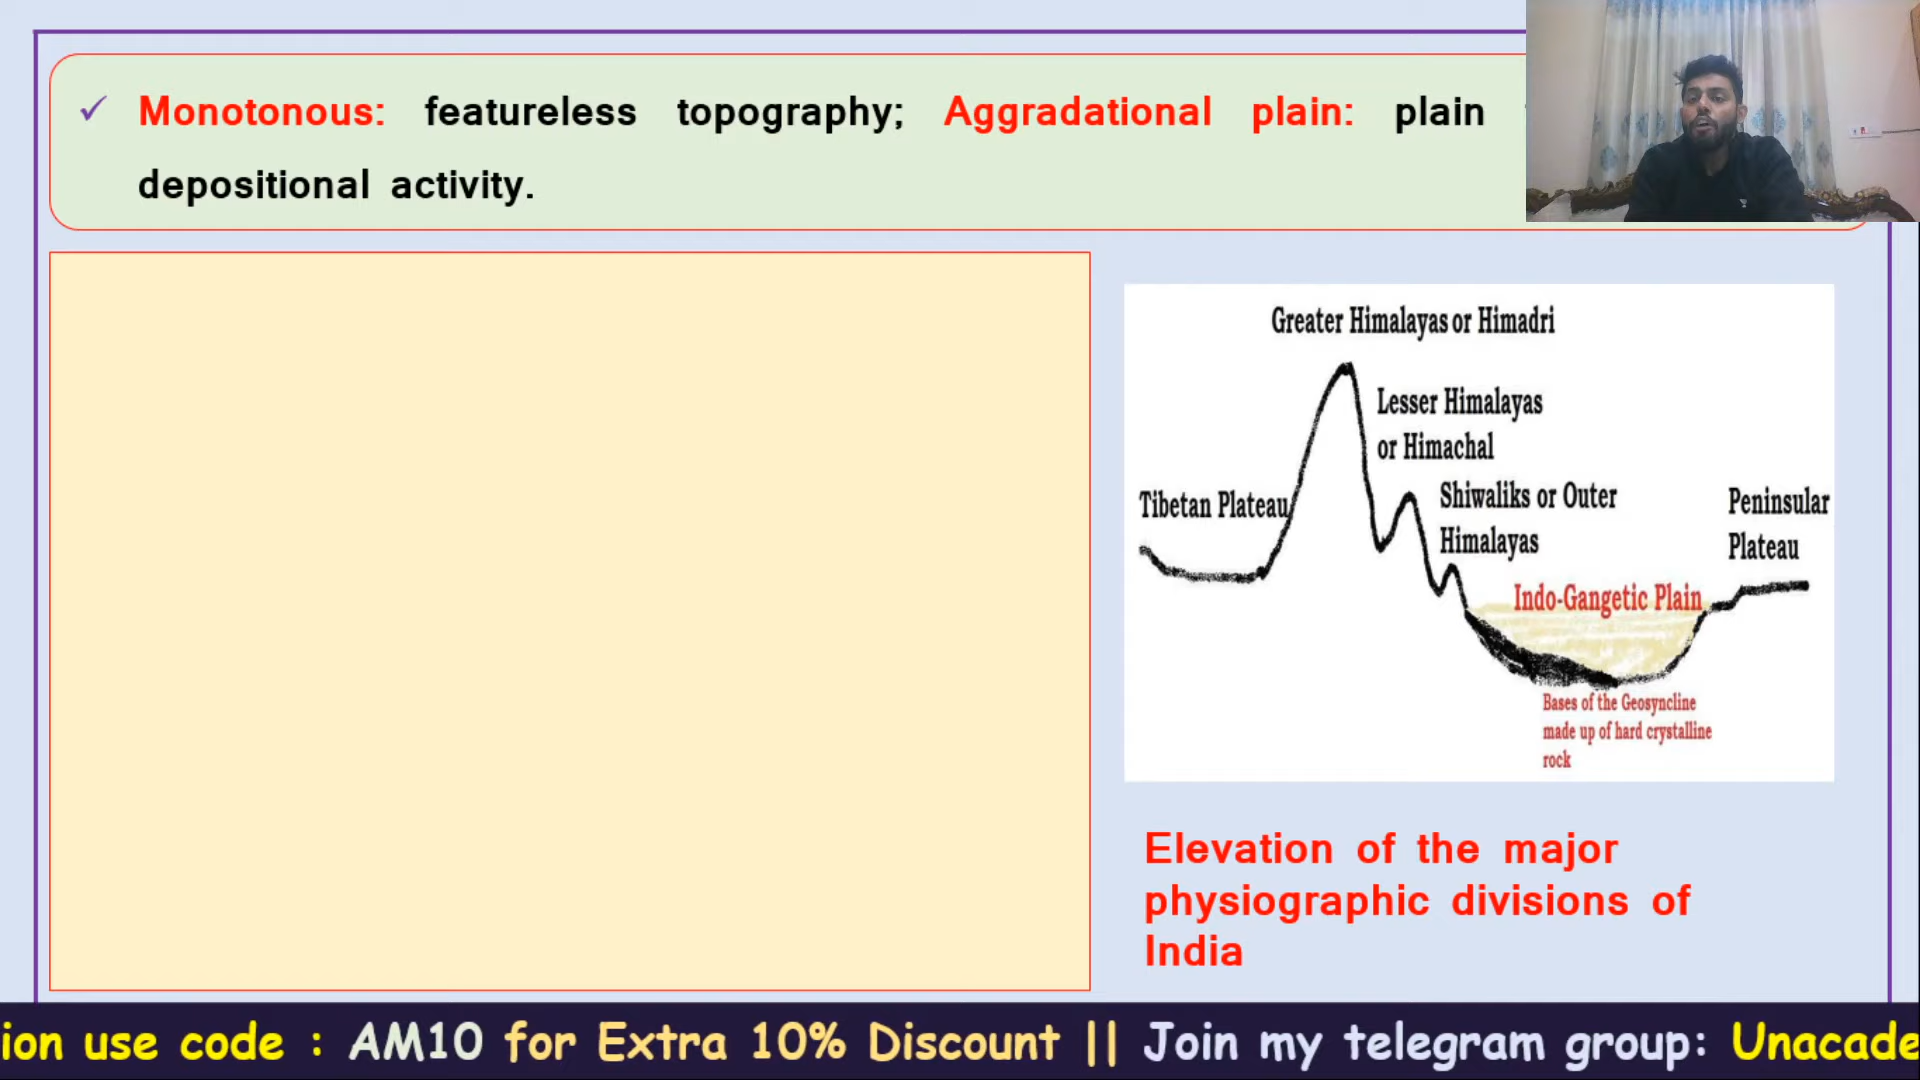 ✓ Monotonous: featureless topography; Aggradational plain: plain
depositional activity.
Greater Himalayas or Himadri
Lesser Himalayas
or Himachal
Tibetan Plateau
Shiwaliks or Outer
Himalayas
Peninsular
Plateau
Indo-Gangetic Plain
Bases of the Geosyncline
made up of hard crystalline
rock
Elevation of the major
physiographic divisions of
India
ion use code : AM10 for Extra 10% Discount || Join my telegram group: Unacade